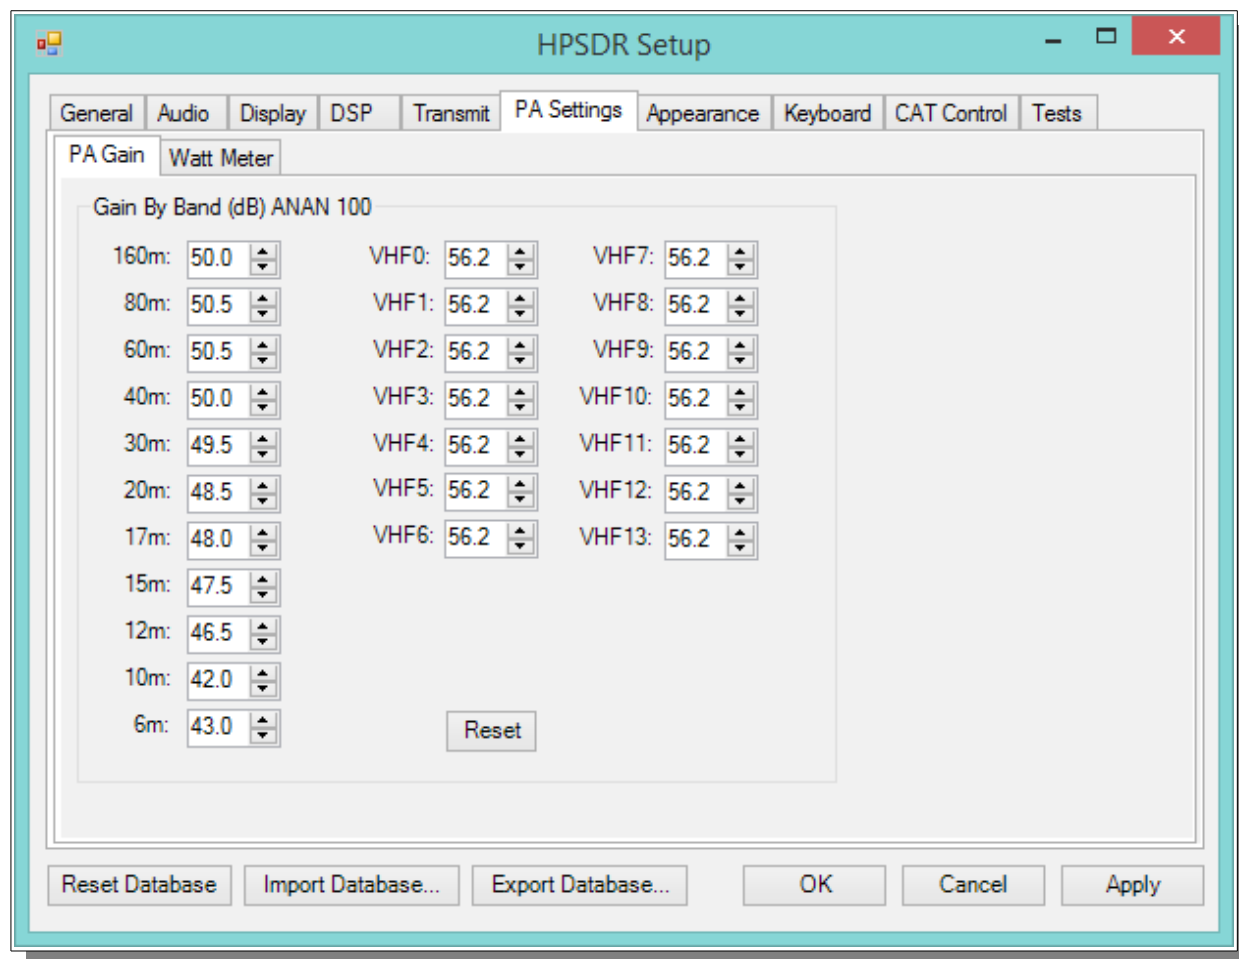 HPSDR Setup
General Audio Display DSP Transmit PA Settings Appearance Keyboard CAT Control Tests
PA Gain Watt Meter
Gain By Band (dB) ANAN 100
160m: 50.0 VHF0: 56.2 VHF7: 56.2
80m: 50.5 VHF1: 56.2 VHF8: 56.2
60m: 50.5 VHF2: 56.2 VHF9: 56.2
40m: 50.0 VHF3: 56.2 VHF10: 56.2
30m: 49.5 VHF4: 56.2 VHF11: 56.2
20m: 48.5 VHF5: 56.2 VHF12: 56.2
17m: 48.0 VHF6: 56.2 VHF13: 56.2
15m: 47.5
12m: 46.5
10m: 42.0
6m: 43.0 Reset
Reset Database Import Database... Export Database... OK Cancel Apply